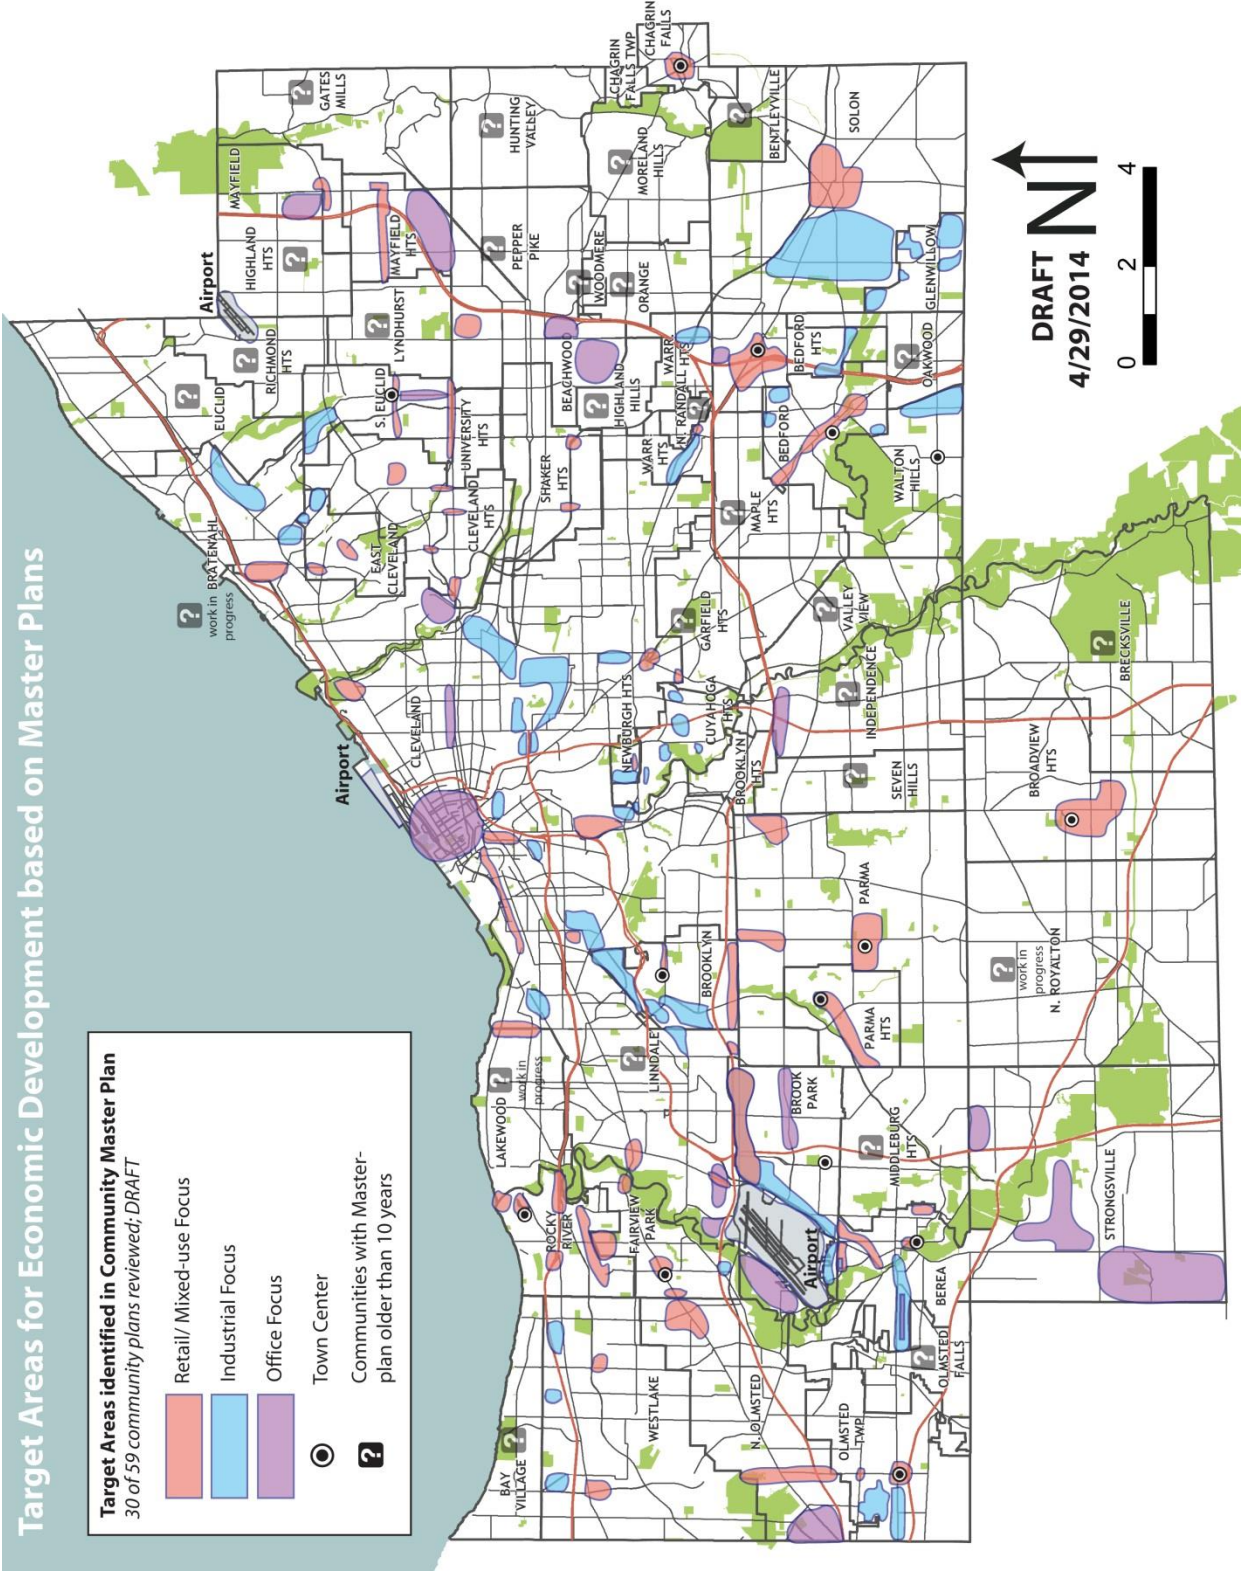 Target Areas for Economic Development based on Master Plans
Target Areas identified in Community Master Plan
30 of 59 community plans reviewed; DRAFT
Retail/ Mixed-use Focus
Industrial Focus
Office Focus
Town Center
?
Communities with Master-
plan older than 10 years
Airport
EUCLID
?
RICHMOND
HTS
?
HIGHLAND
HTS
?
MAYFIELD
GATES
MILLS
?
?
work in
progress
BRATENAHL
S. EUCLID
LYNDHURST
?
MAYFIELD
HTS
EAST
CLEVELAND
CLEVELAND
HTS
UNIVERSITY
HTS
PEPPER
PIKE
?
HUNTING
VALLEY
?
Airport
CLEVELAND
SHAKER
HTS
BEACHWOOD
HIGHLAND
HILLS
?
WOODMERE
?
ORANGE
?
MORELAND
HILLS
?
CHAGRIN
FALLS TWP
CHAGRIN
FALLS
BAY
VILLAGE
?
LAKEWOOD
?
work in
progress
ROCKY
RIVER
FAIRVIEW
PARK
WESTLAKE
LINNDALE
?
BROOKLYN
NEWBURGH HTS
CUYAHOGA
HTS
GARFIELD
HTS
?
WARR
HTS
N. RANDALL
?
WARR
HTS
MAPLE
HTS
?
BEDFORD
BEDFORD
HTS
BENTLEYVILLE
?
SOLON
N. OLMSTED
OLMSTED
TWP
Airport
BROOK
PARK
BROOKLYN
HTS
PARMA
PARMA
HTS
SEVEN
HILLS
?
INDEPENDENCE
?
VALLEY
VIEW
?
WALTON
HILLS
OAKWOOD
?
GLENWILLOW
OLMSTED
FALLS
?
BEREA
MIDDLEBURG
HTS
?
STRONGSVILLE
N. ROYALTON
work in
progress
?
BROADVIEW
HTS
BRECKSVILLE
?
DRAFT
4/29/2014
N
0 2 4